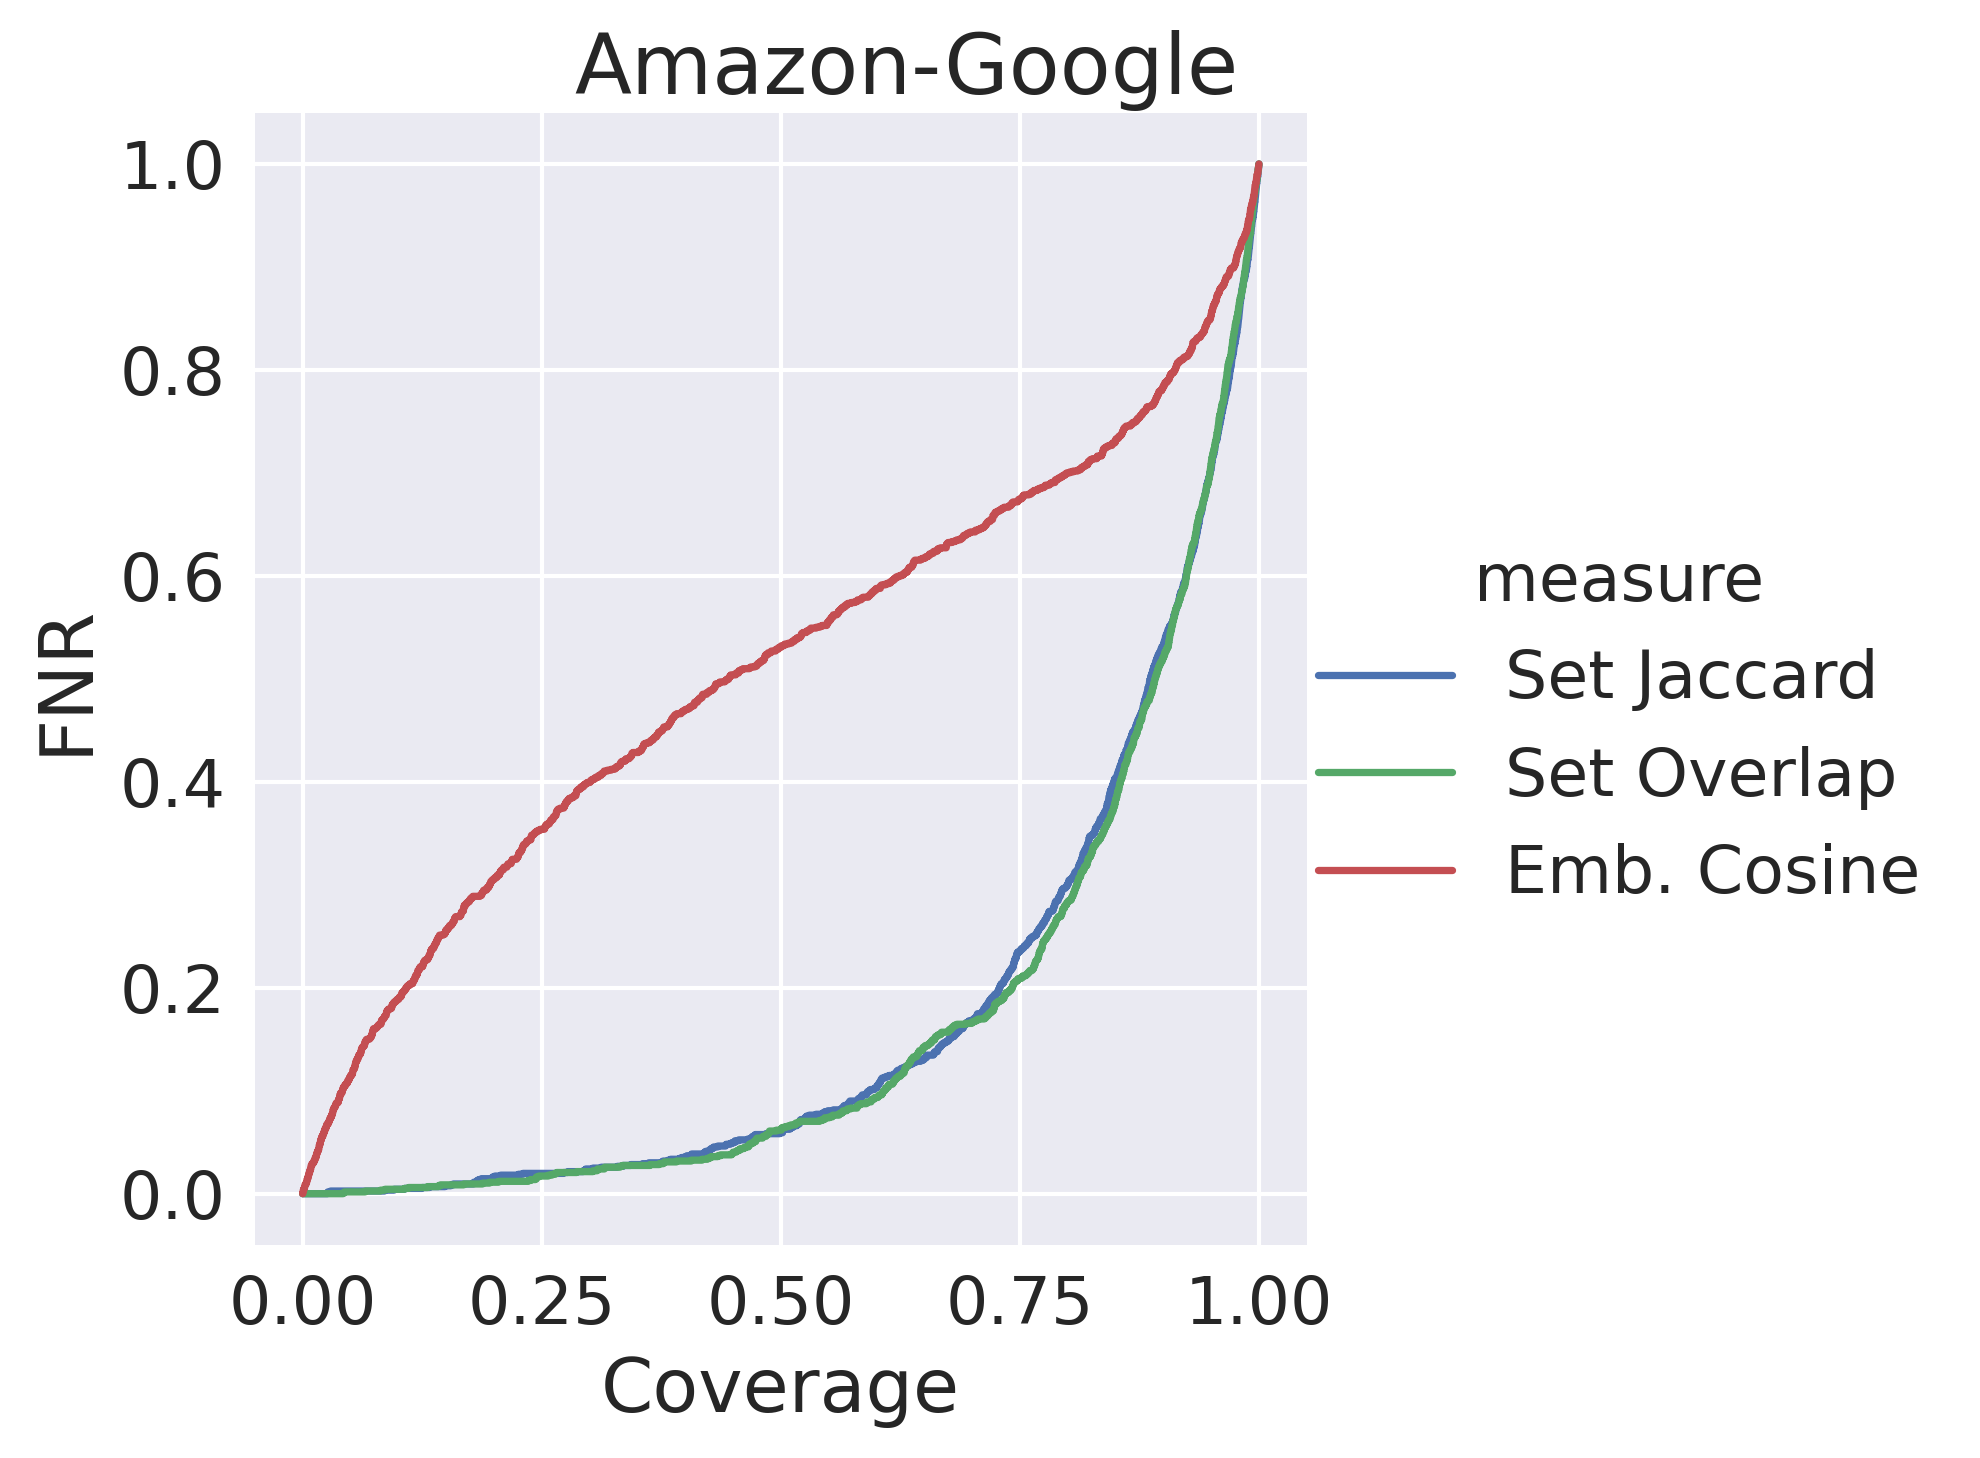 Amazon-Google
1.0
0.8
0.6
0.4
0.2
0.0
FNR
0.00 0.25 0.50 0.75 1.00
Coverage
measure
Set Jaccard
Set Overlap
Emb. Cosine